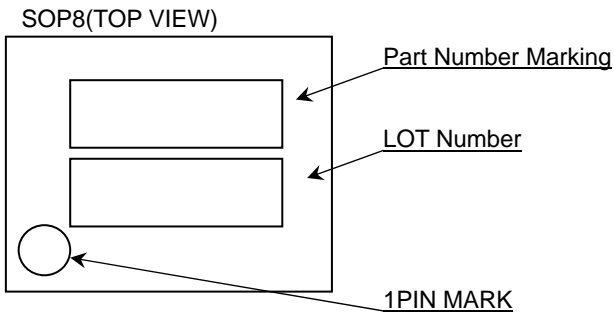 SOP8(TOP VIEW)
Part Number Marking
LOT Number
1PIN MARK